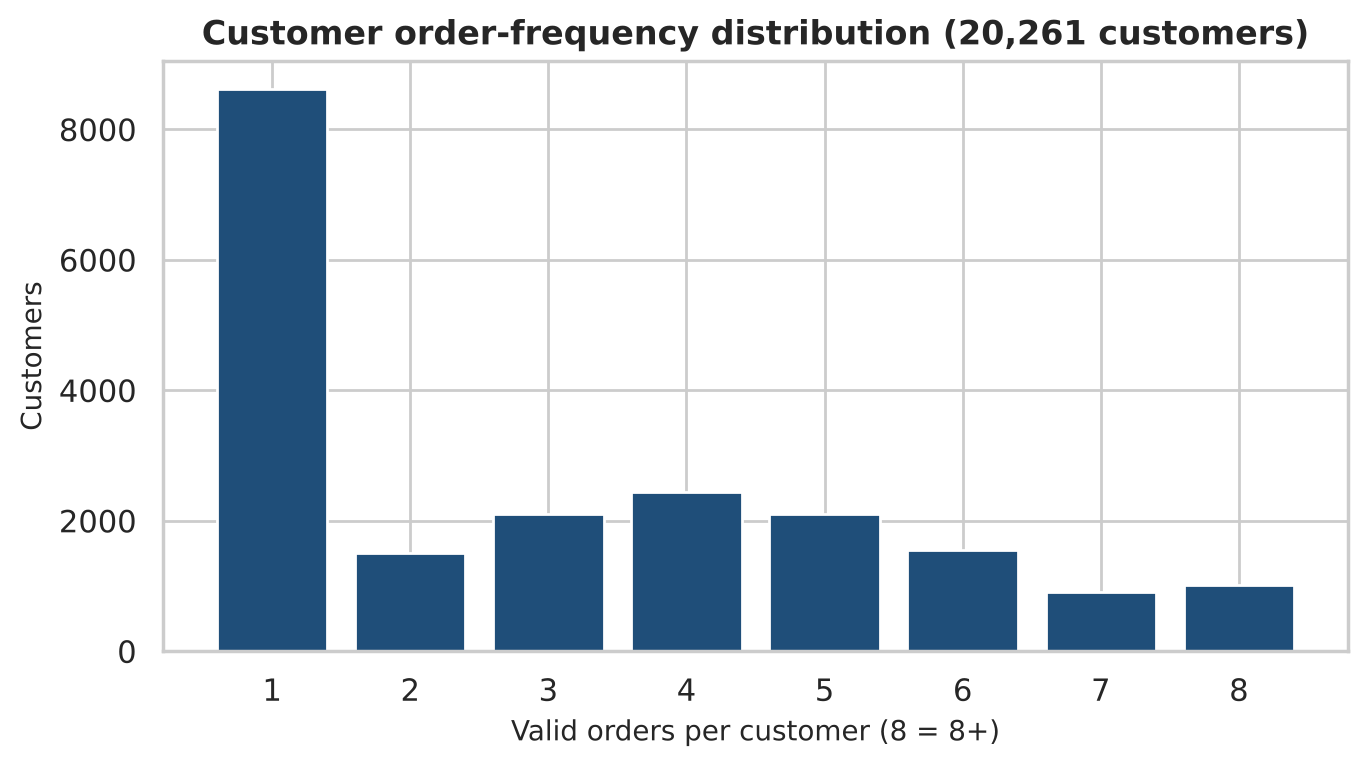 Customer order-frequency distribution (20,261 customers)
Customers
8000
6000
4000
2000
0
1 2 3 4 5 6 7 8
Valid orders per customer (8 = 8+)